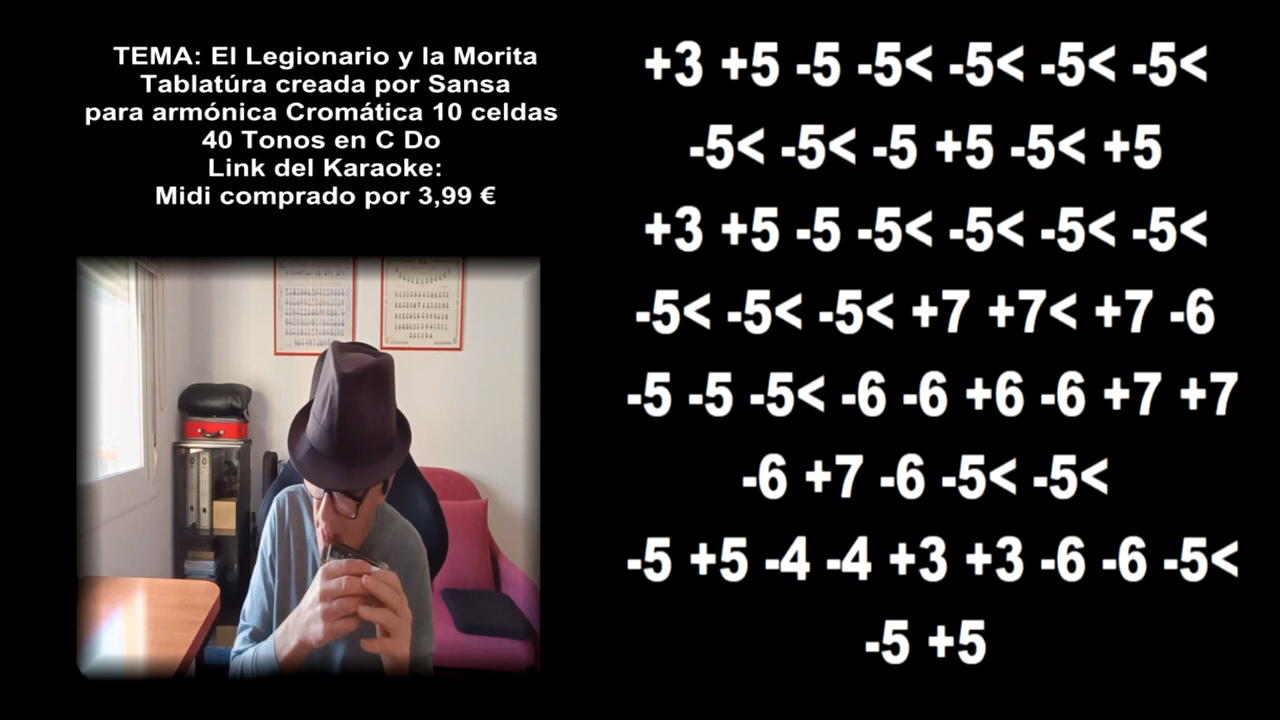 TEMA: El Legionario y la Morita
Tablatúra creada por Sansa
para armónica Cromática 10 celdas
40 Tonos en C Do
Link del Karaoke:
Midi comprado por 3,99 €
+3 +5 -5 -5< -5< -5< -5<
-5< -5< -5 +5 -5< +5
+3 +5 -5 -5< -5< -5< -5<
-5< -5< -5< +7 +7< +7 -6
-5 -5 -5< -6 -6 +6 -6 +7 +7
-6 +7 -6 -5< -5<
-5 +5 -4 -4 +3 +3 -6 -6 -5<
-5 +5